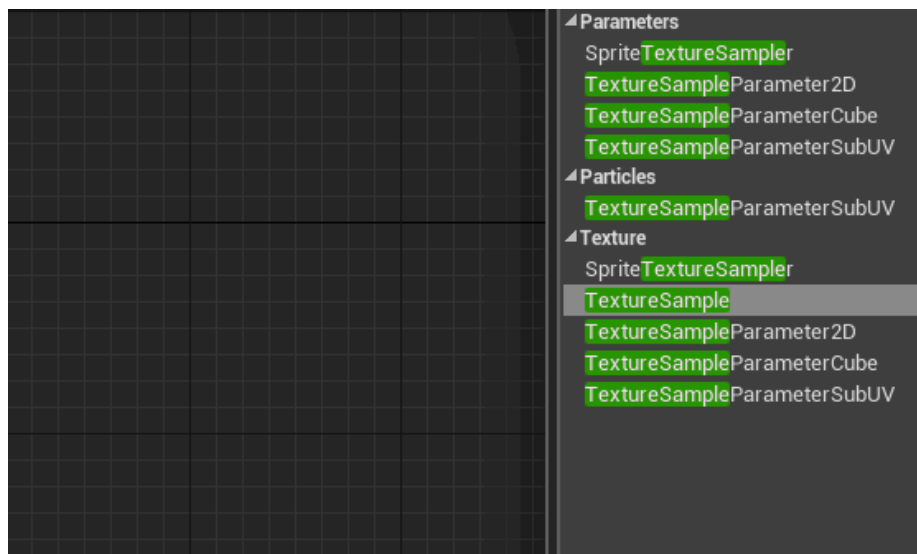 Parameters
SpriteTextureSampler
TextureSampleParameter2D
TextureSampleParameterCube
TextureSampleParameterSubUV
Particles
TextureSampleParameterSubUV
Texture
SpriteTextureSampler
TextureSample
TextureSampleParameter2D
TextureSampleParameterCube
TextureSampleParameterSubUV